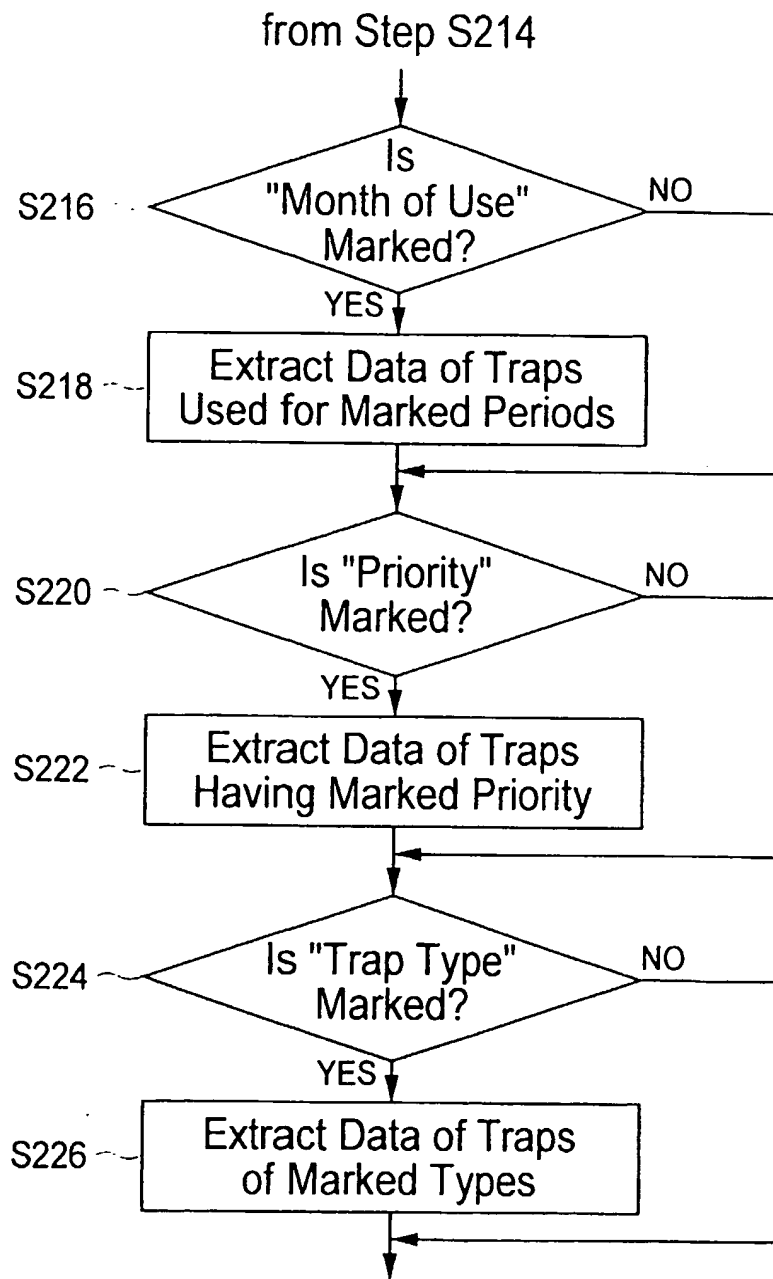 from Step S214
Is
"Month of Use"
Marked?
S216
NO
YES
S218
Extract Data of Traps
Used for Marked Periods
Is "Priority"
Marked?
S220
NO
YES
S222
Extract Data of Traps
Having Marked Priority
Is "Trap Type"
Marked?
S224
NO
YES
S226
Extract Data of Traps
of Marked Types